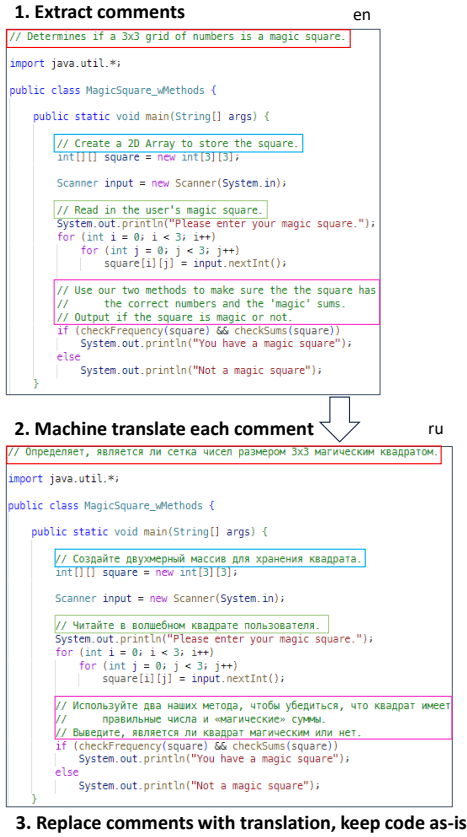 1. Extract comments
en
// Determines if a 3x3 grid of numbers is a magic square.
import java.util.*;
public class MagicSquare_wMethods {
public static void main(String[] args) {
// Create a 2D Array to store the square.
int[][] square = new int[3][3];
Scanner input = new Scanner(System.in);
// Read in the user's magic square.
System.out.println("Please enter your magic square.");
for (int i = 0; i < 3; i++)
for (int j = 0; j < 3; j++)
square[i][j] = input.nextInt();
// Use our two methods to make sure the the square has
// the correct numbers and the 'magic' sums.
// Output if the square is magic or not.
if (checkFrequency(square) && checkSums(square))
System.out.println("You have a magic square");
else
System.out.println("Not a magic square");
}
2. Machine translate each comment
ru
// Определяет, является ли сетка чисел размером 3x3 магическим квадратом.
import java.util.*;
public class MagicSquare_wMethods {
public static void main(String[] args) {
// Создайте двухмерный массив для хранения квадрата.
int[][] square = new int[3][3];
Scanner input = new Scanner(System.in);
// Читайте в волшебном квадрате пользователя.
System.out.println("Please enter your magic square.");
for (int i = 0; i < 3; i++)
for (int j = 0; j < 3; j++)
square[i][j] = input.nextInt();
// Используйте два наших метода, чтобы убедиться, что квадрат имеет
// правильные числа и «магические» суммы.
// Выведите, является ли квадрат магическим или нет.
if (checkFrequency(square) && checkSums(square))
System.out.println("You have a magic square");
else
System.out.println("Not a magic square");
}
3. Replace comments with translation, keep code as-is